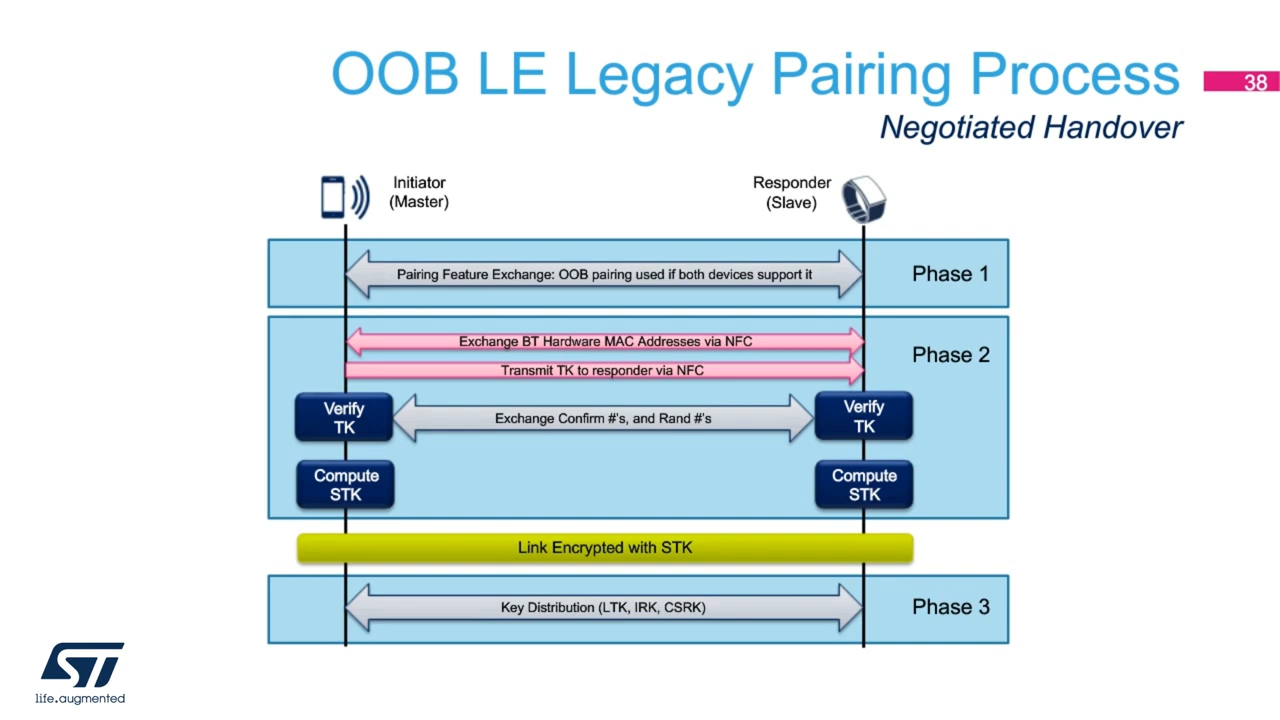 OOB LE Legacy Pairing Process
38
Negotiated Handover
Initiator
(Master)
Responder
(Slave)
Pairing Feature Exchange: OOB pairing used if both devices support it
Phase 1
Exchange BT Hardware MAC Addresses via NFC
Phase 2
Transmit TK to responder via NFC
Verify
TK
Exchange Confirm #'s, and Rand #'s
Verify
TK
Compute
STK
Compute
STK
Link Encrypted with STK
Key Distribution (LTK, IRK, CSRK)
Phase 3
ST
life.augmented